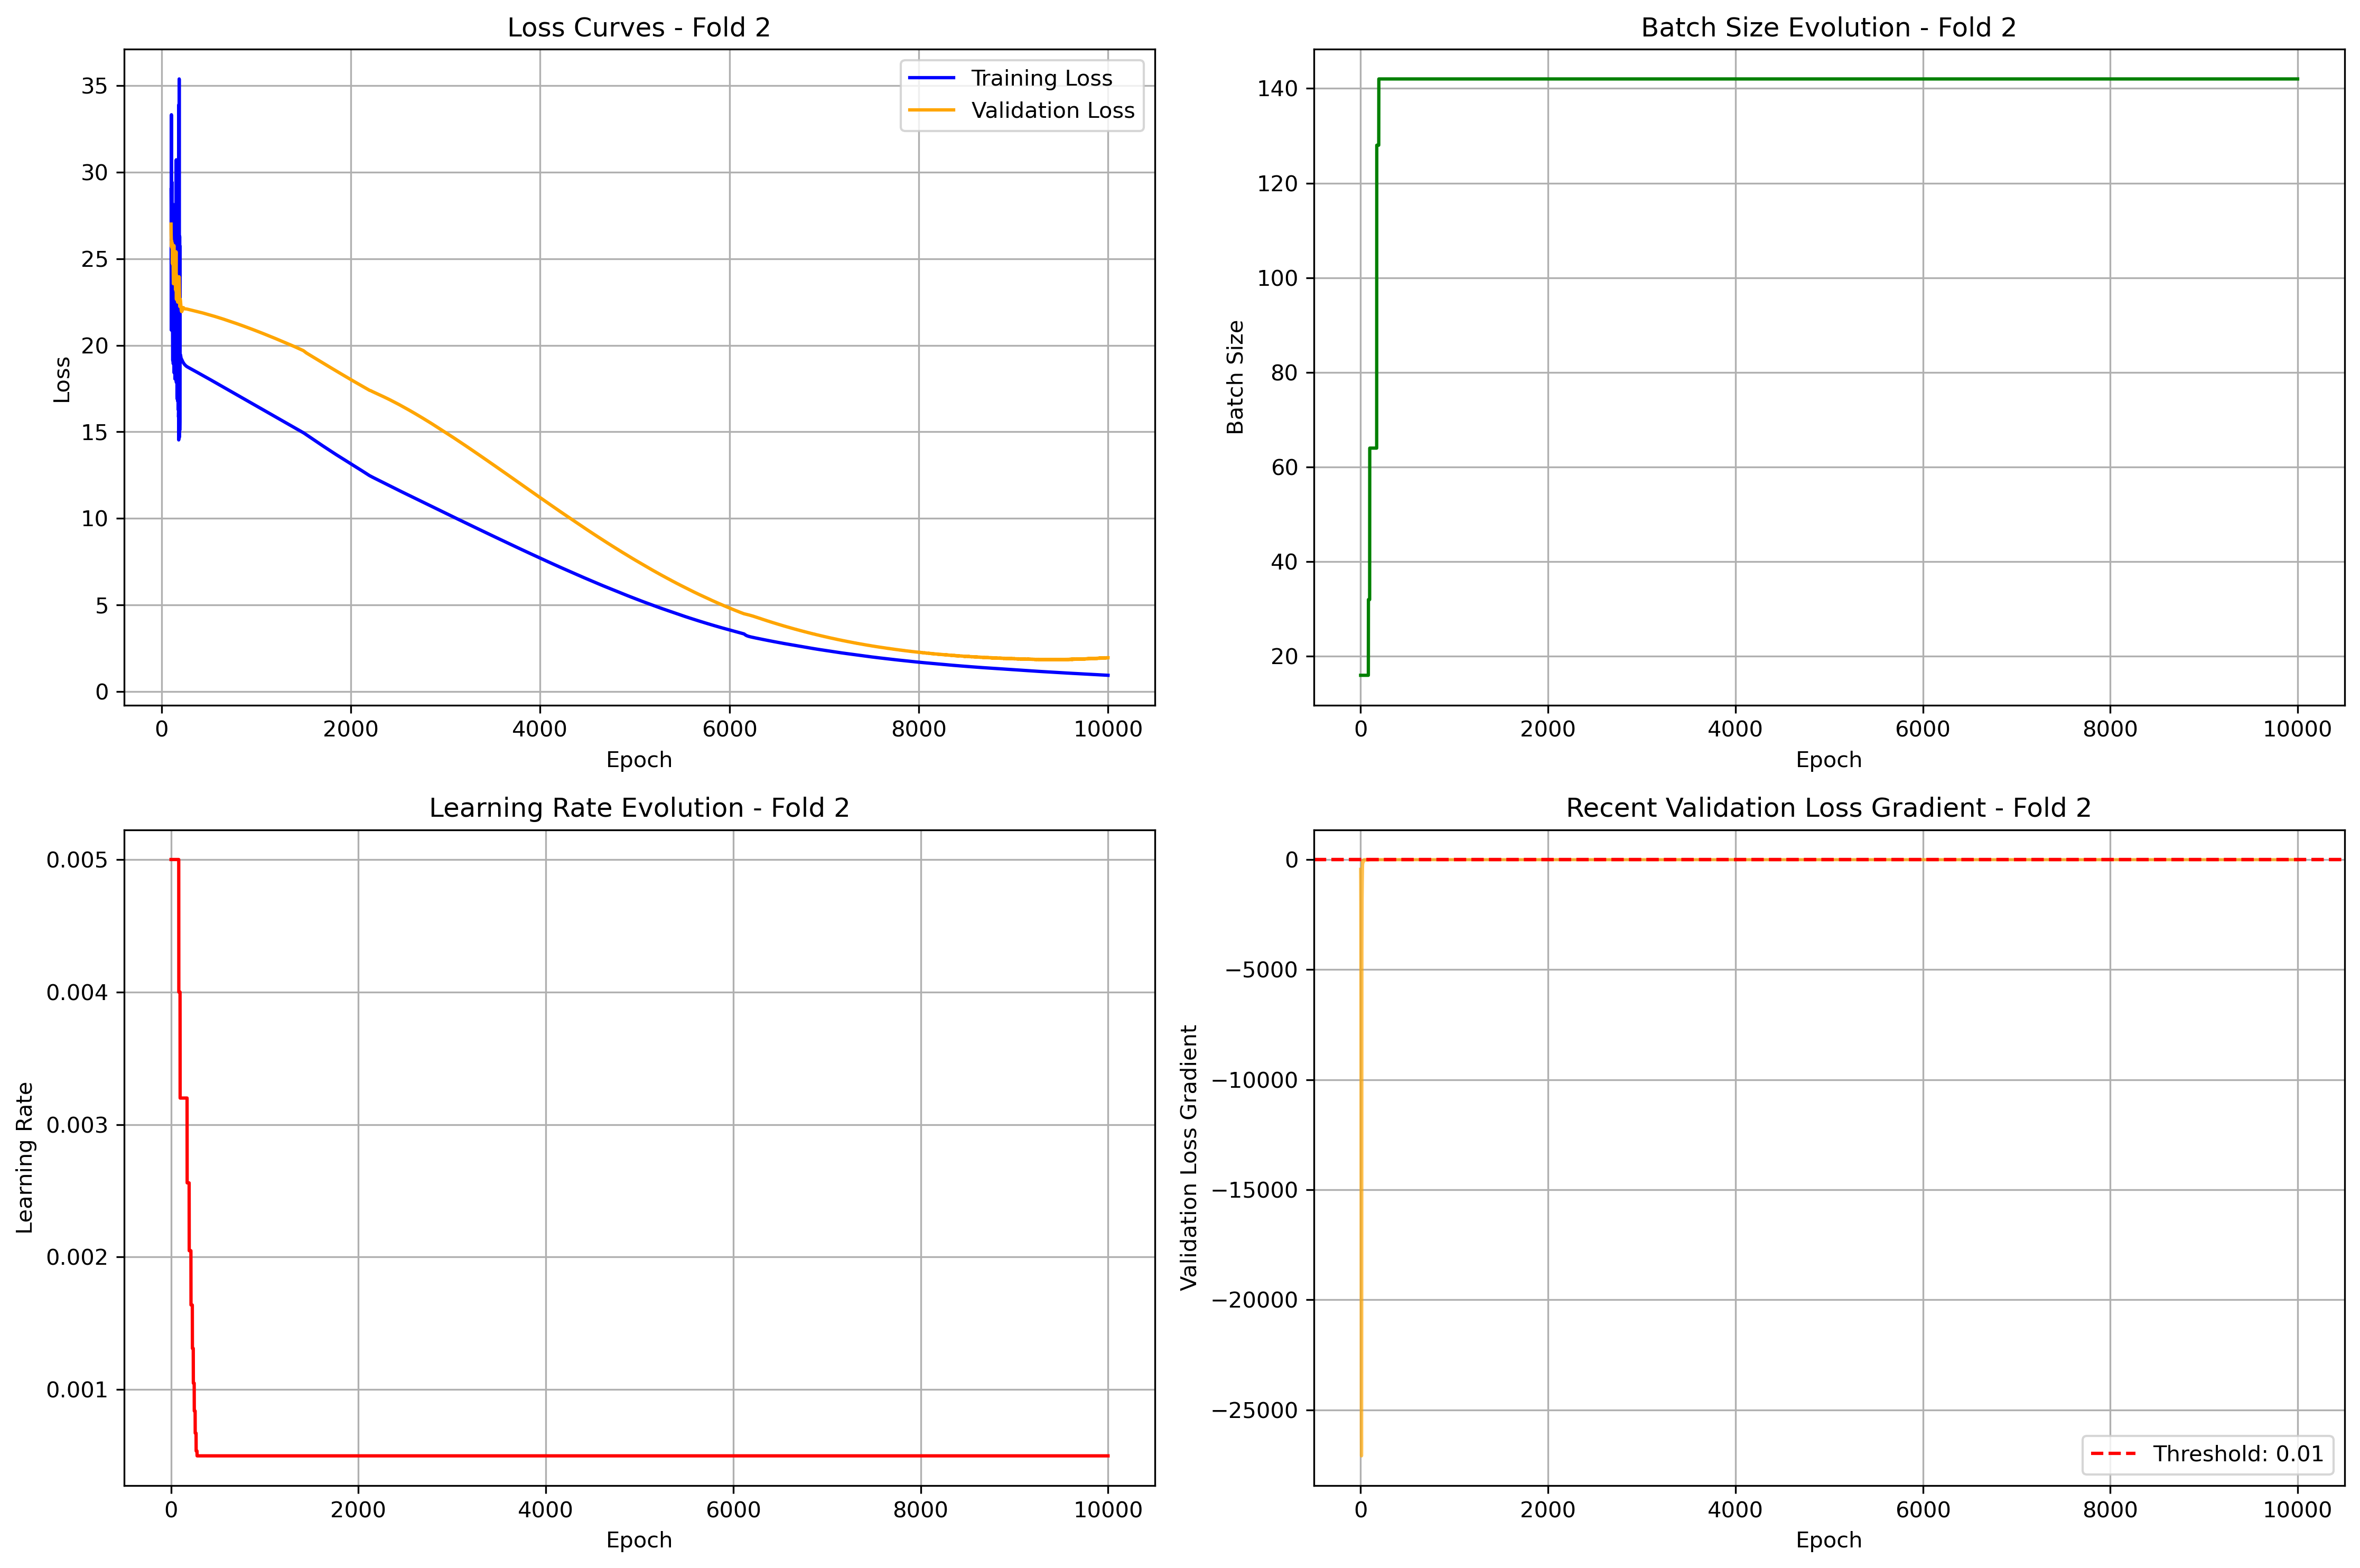 Loss Curves - Fold 2
Training Loss
Validation Loss
Loss
35
30
25
20
15
10
5
0
0 2000 4000 6000 8000 10000
Epoch
Batch Size Evolution - Fold 2
Batch Size
140
120
100
80
60
40
20
0 2000 4000 6000 8000 10000
Epoch
Learning Rate Evolution - Fold 2
Learning Rate
0.005
0.004
0.003
0.002
0.001
0 2000 4000 6000 8000 10000
Epoch
Recent Validation Loss Gradient - Fold 2
Validation Loss Gradient
0
−5000
−10000
−15000
−20000
−25000
Threshold: 0.01
0 2000 4000 6000 8000 10000
Epoch